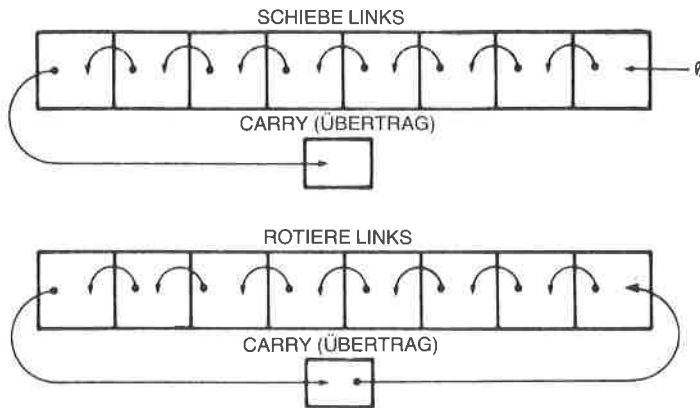 SCHIEBE LINKS
0
CARRY (ÜBERTRAG)
ROTIERE LINKS
CARRY (ÜBERTRAG)